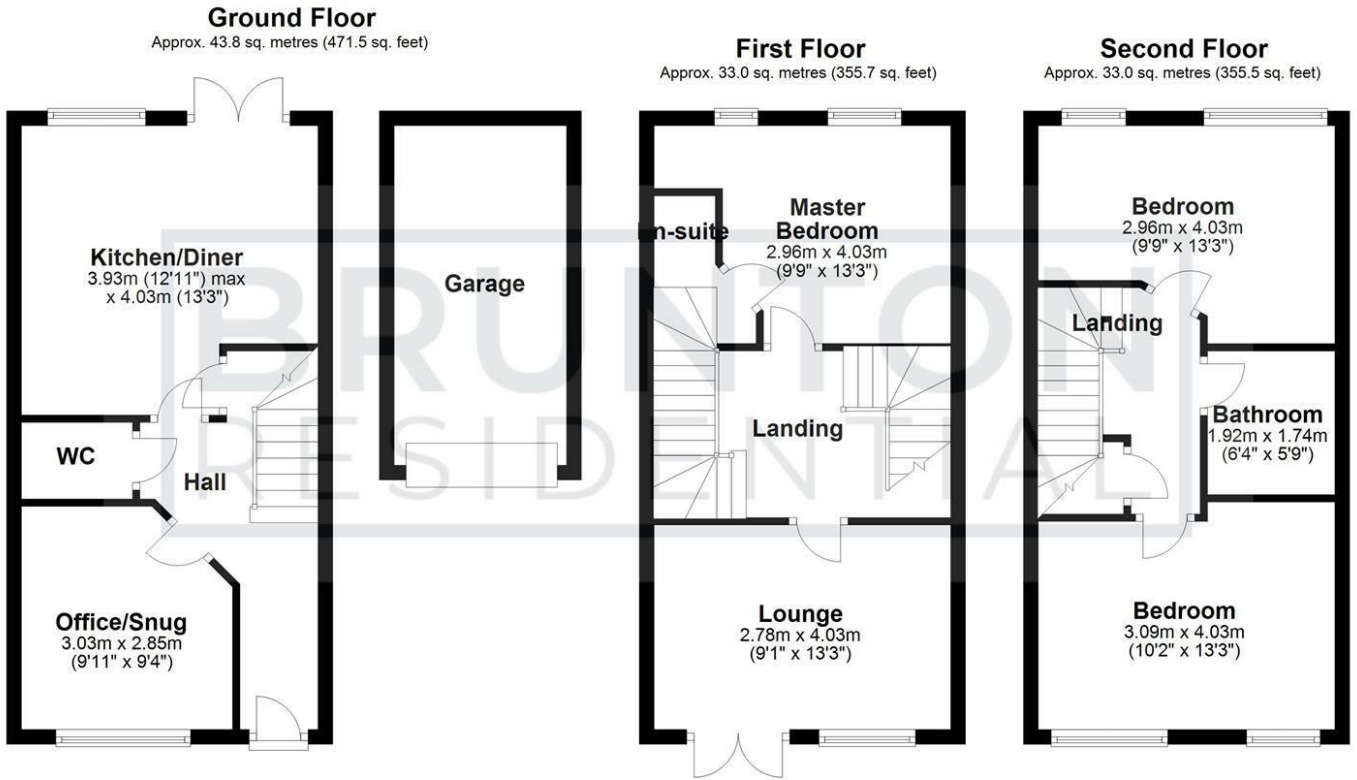 Ground Floor
Approx. 43.8 sq. metres (471.5 sq. feet)
Kitchen/Diner
3.93m (12'11") max
x 4.03m (13'3")
WC
Hall
Office/Snug
3.03m x 2.85m
(9'11" x 9'4")
Garage
First Floor
Approx. 33.0 sq. metres (355.7 sq. feet)
En-suite
Master
Bedroom
2.96m x 4.03m
(9'9" x 13'3")
Landing
Lounge
2.78m x 4.03m
(9'1" x 13'3")
Second Floor
Approx. 33.0 sq. metres (355.5 sq. feet)
Bedroom
2.96m x 4.03m
(9'9" x 13'3")
Landing
Bathroom
1.92m x 1.74m
(6'4" x 5'9")
Bedroom
3.09m x 4.03m
(10'2" x 13'3")
BRUNTON
RESIDENTIAL